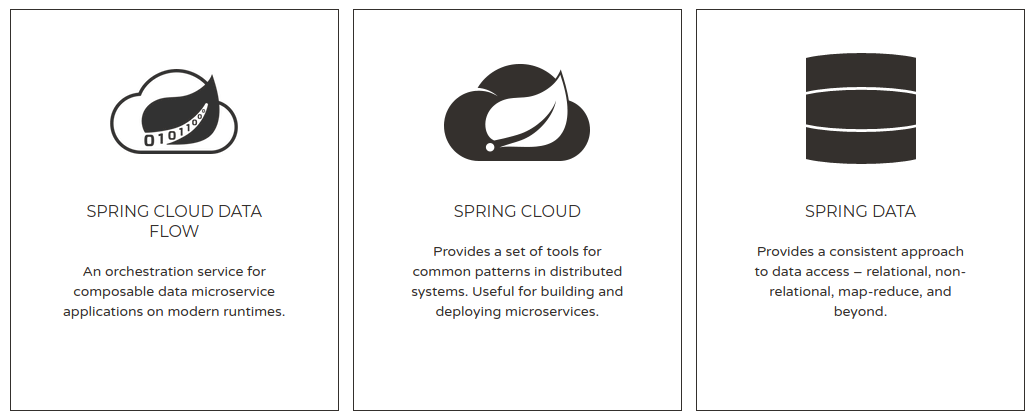 01011000
SPRING CLOUD DATA
FLOW
An orchestration service for
composable data microservice
applications on modern runtimes.
SPRING CLOUD
Provides a set of tools for
common patterns in distributed
systems. Useful for building and
deploying microservices.
SPRING DATA
Provides a consistent approach
to data access – relational, non-
relational, map-reduce, and
beyond.